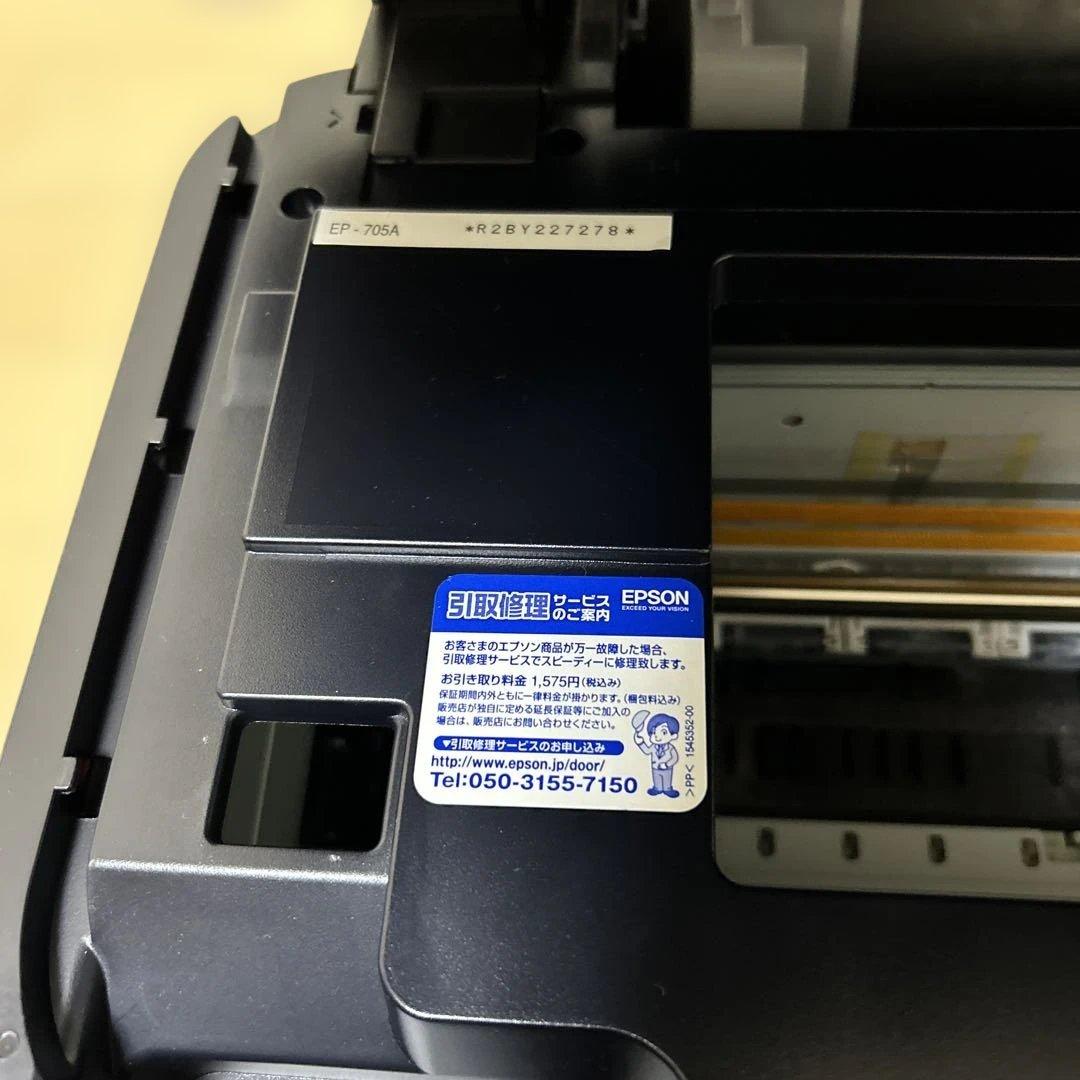 EP - 705A *R2BY227278*
引取修理 サービスのご案内 EPSON
EXCEED YOUR VISION
お客さまのエプソン商品が万一故障した場合、
引取修理サービスでスピーディーに修理致します。
お引き取り料金 1,575円(税込み)
保証期間内外ともに一律料金が掛かります。(梱包料込み)
販売店が独自に定める延長保証等にご加入の
場合は、販売店にお問い合わせください。
▼引取修理サービスのお申し込み
http://www.epson.jp/door/
Tel:050-3155-7150
>PP< 1545352-00